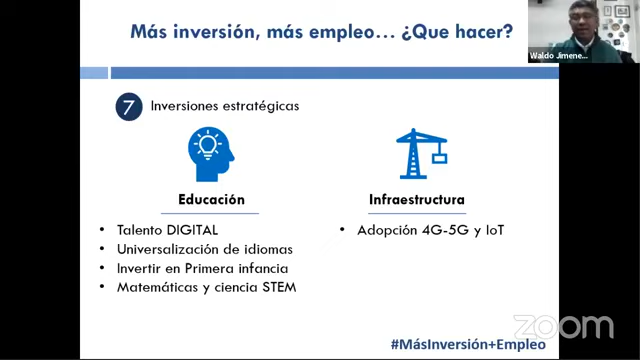 Más inversión, más empleo... ¿Que hacer?
Waldo Jimene...
7 Inversiones estratégicas
Educación
• Talento DIGITAL
• Universalización de idiomas
• Invertir en Primera infancia
• Matemáticas y ciencia STEM
Infraestructura
• Adopción 4G-5G y IoT
zoom
#MásInversión+Empleo